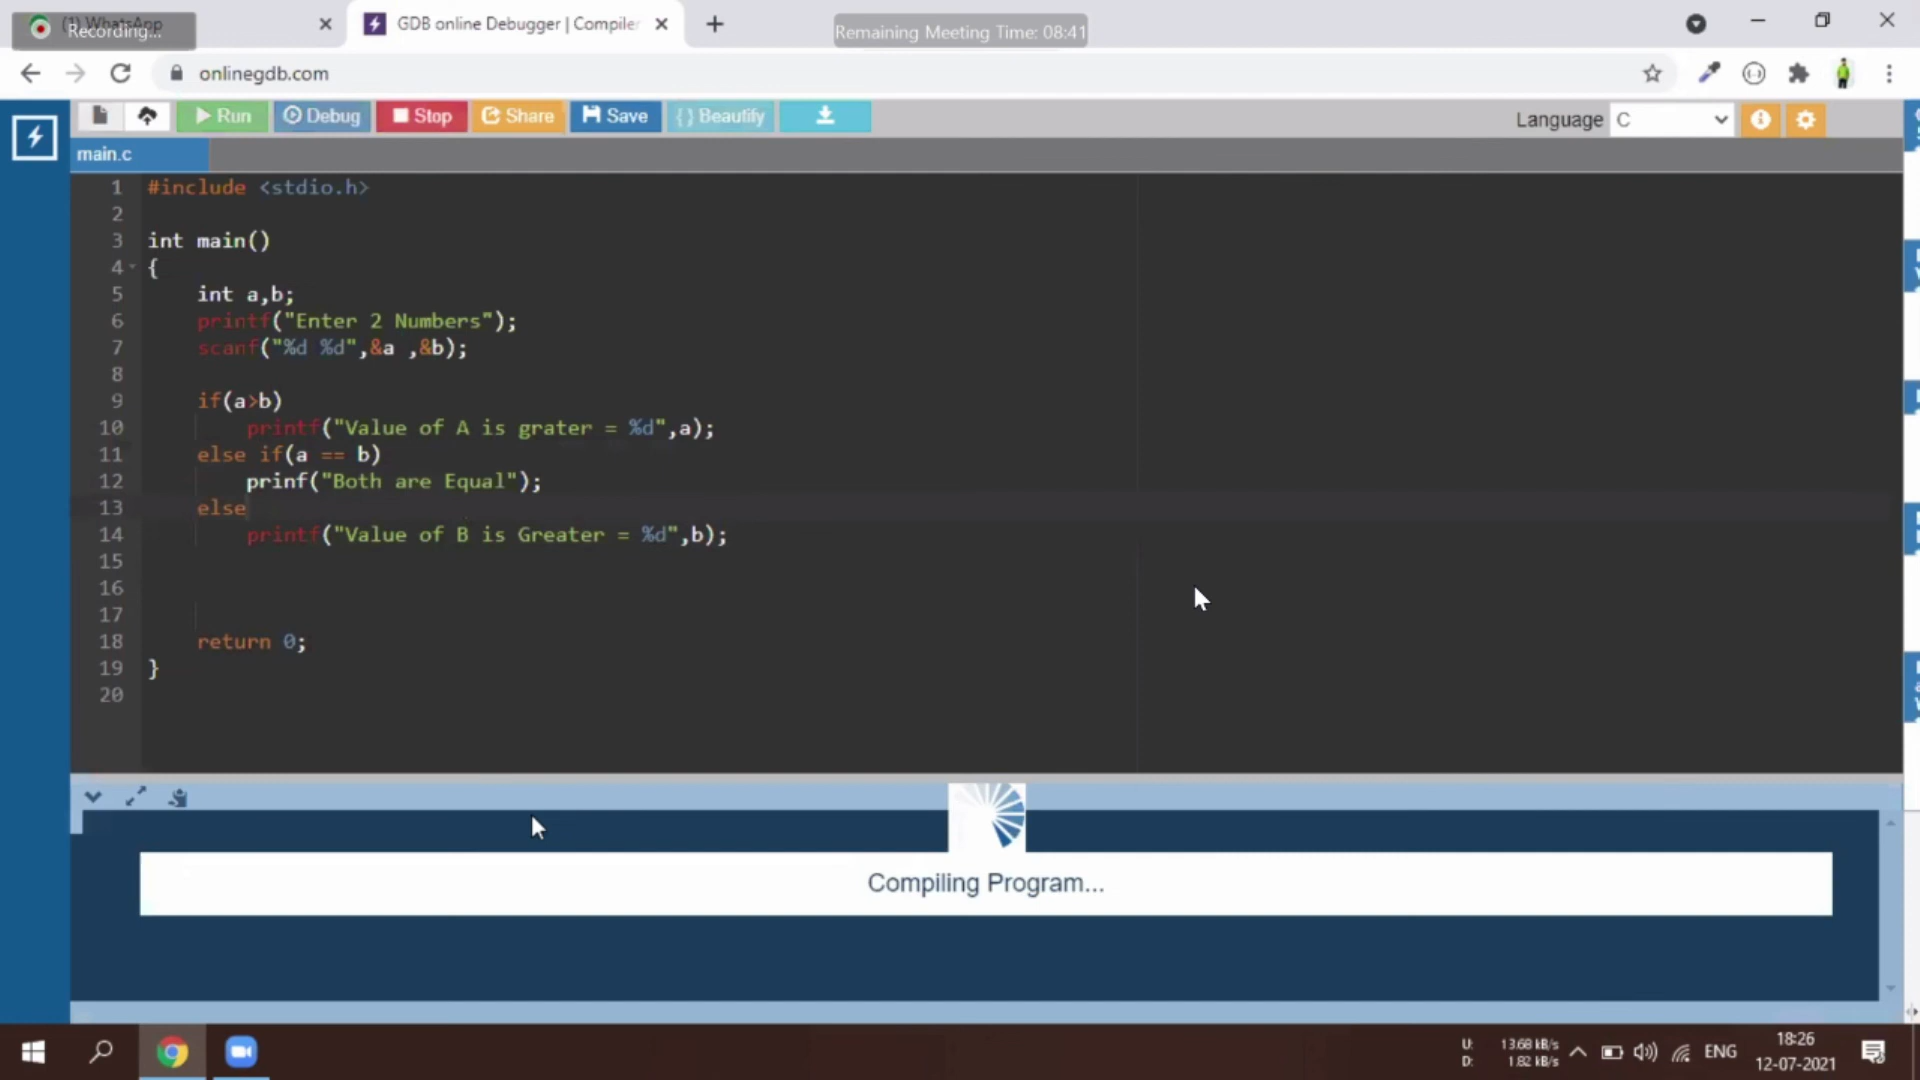 (1) WhatsApp
Recording...
GDB online Debugger | Compiler
Remaining Meeting Time: 08:41
onlinegdb.com
Run
Debug
Stop
Share
Save
{ } Beautify
Language
C
main.c
1 #include <stdio.h>
2
3 int main()
4 {
5 int a,b;
6 printf("Enter 2 Numbers");
7 scanf("%d %d",&a ,&b);
8
9 if(a>b)
10 printf("Value of A is grater = %d",a);
11 else if(a == b)
12 prinf("Both are Equal");
13 else
14 printf("Value of B is Greater = %d",b);
15
16
17
18 return 0;
19 }
20
Compiling Program...
U: 13.68 kB/s
D: 1.82 kB/s
ENG
18:26
12-07-2021